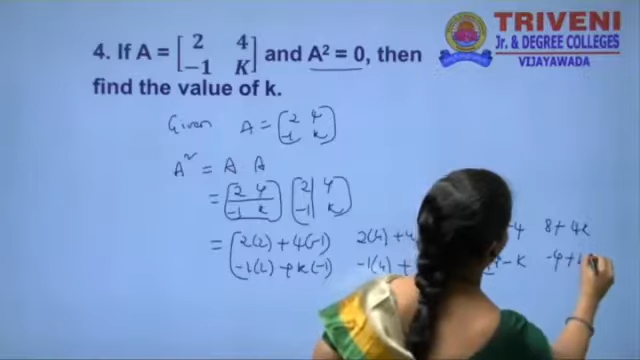 TRIVENI
Jr. & DEGREE COLLEGES
VIJAYAWADA
4. If A = [2 4 -1 K] and A² = 0, then
find the value of k.
Given A = (2 4 -1 k)
A² = A · A
= (2 4 -1 k) (2 4 -1 k)
= (2(2) + 4(-1) 2(4) + 4 8 + 4k
-1(2) + k(-1) -1(4) + - k -4 +